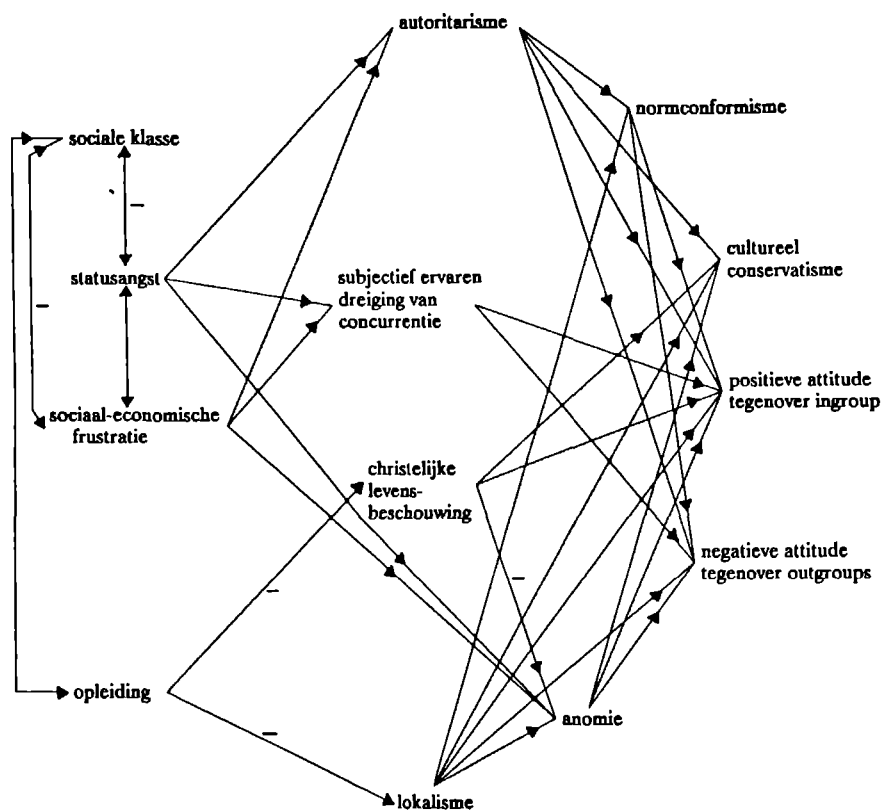 autoritarisme
normconformisme
sociale klasse
–
cultureel
conservatisme
statusangst
subjectief ervaren
dreiging van
concurrentie
–
positieve attitude
tegenover ingroup
sociaal-economische
frustratie
christelijke
levens-
beschouwing
negatieve attitude
tegenover outgroups
–
–
opleiding
anomie
–
lokalisme